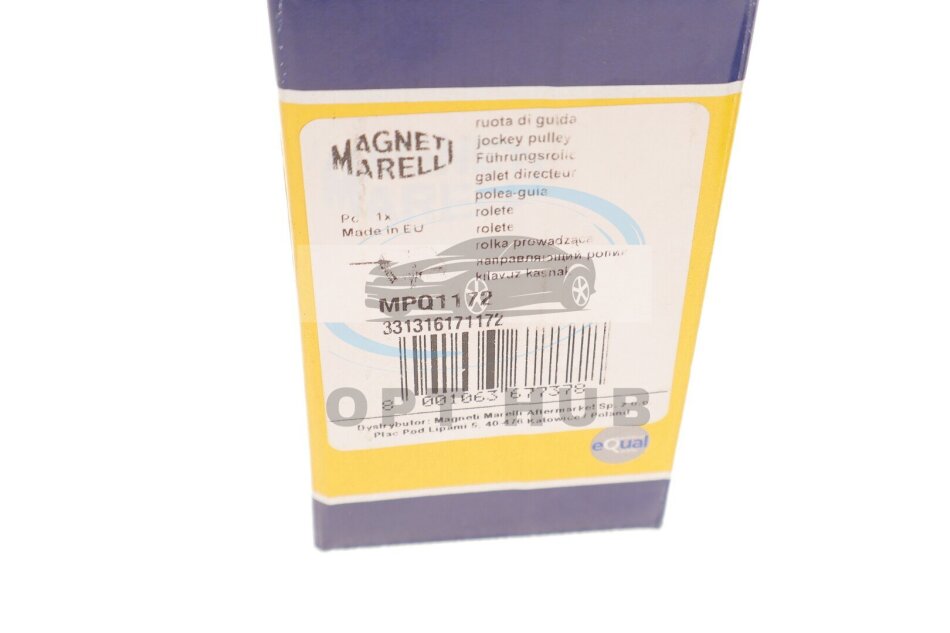 MAGNETI
MARELLI
ruota di guida
jockey pulley
Führungsrolle
galet directeur
polea-guia
rolete
rolete
rolka prowadząca
направляющий ролик
kılavuz kasnak
1x
Made in EU
MPQ1172
331316171172
8 001063 677378
OPT HUB
Dystrybutor: Magneti Marelli Aftermarket Sp. z o.o.
Plac Pod Lipami 5, 40-476 Katowice / Poland
eQual